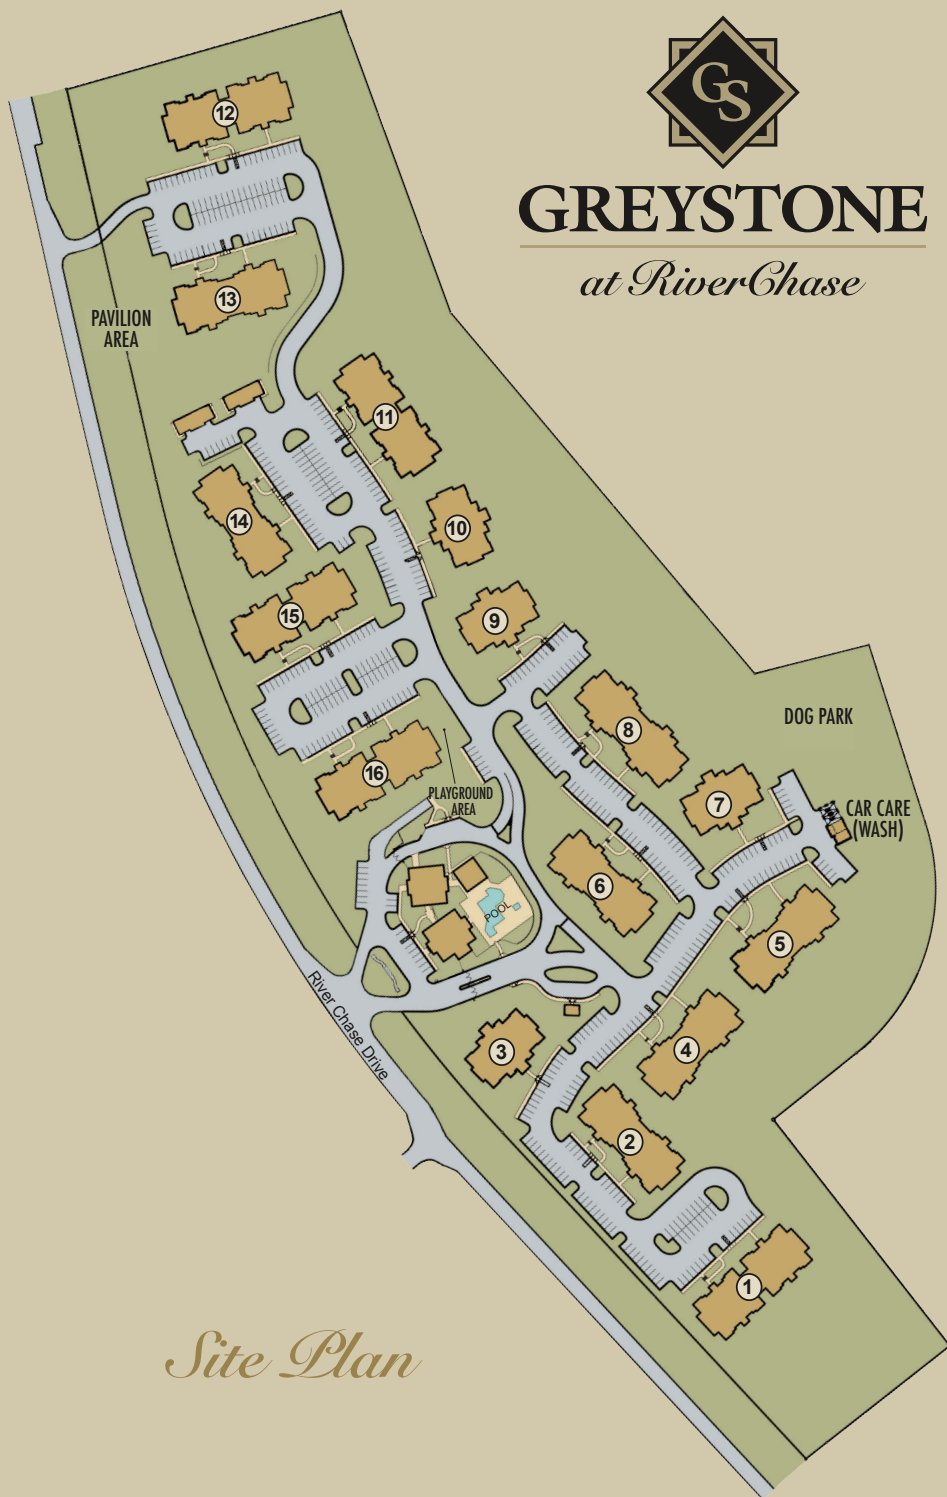 GS
GREYSTONE
at RiverChase
12
13
PAVILION
AREA
11
14
10
15
9
8
DOG PARK
16
PLAYGROUND
AREA
7
CAR CARE
(WASH)
6
POOL
5
River Chase Drive
3
4
2
1
Site Plan